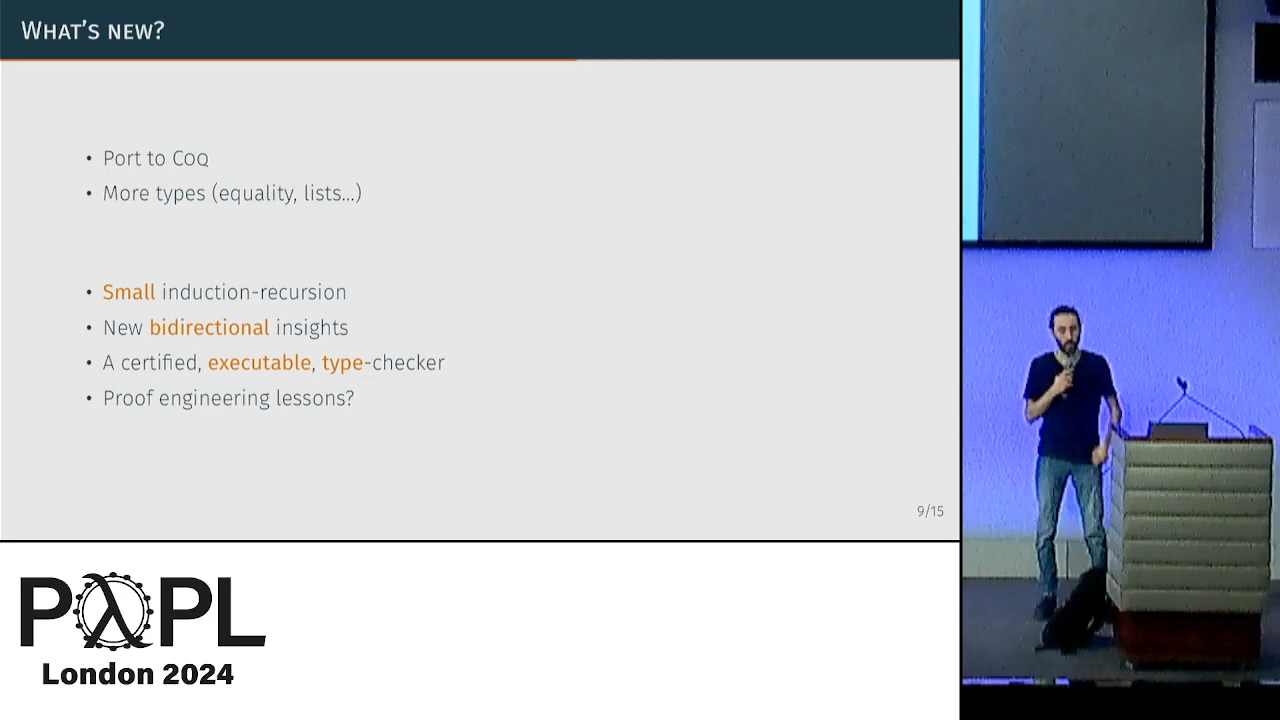 What's new?
• Port to Coq
• More types (equality, lists...)
• Small induction-recursion
• New bidirectional insights
• A certified, executable, type-checker
• Proof engineering lessons?
9/15
PλPL
London 2024